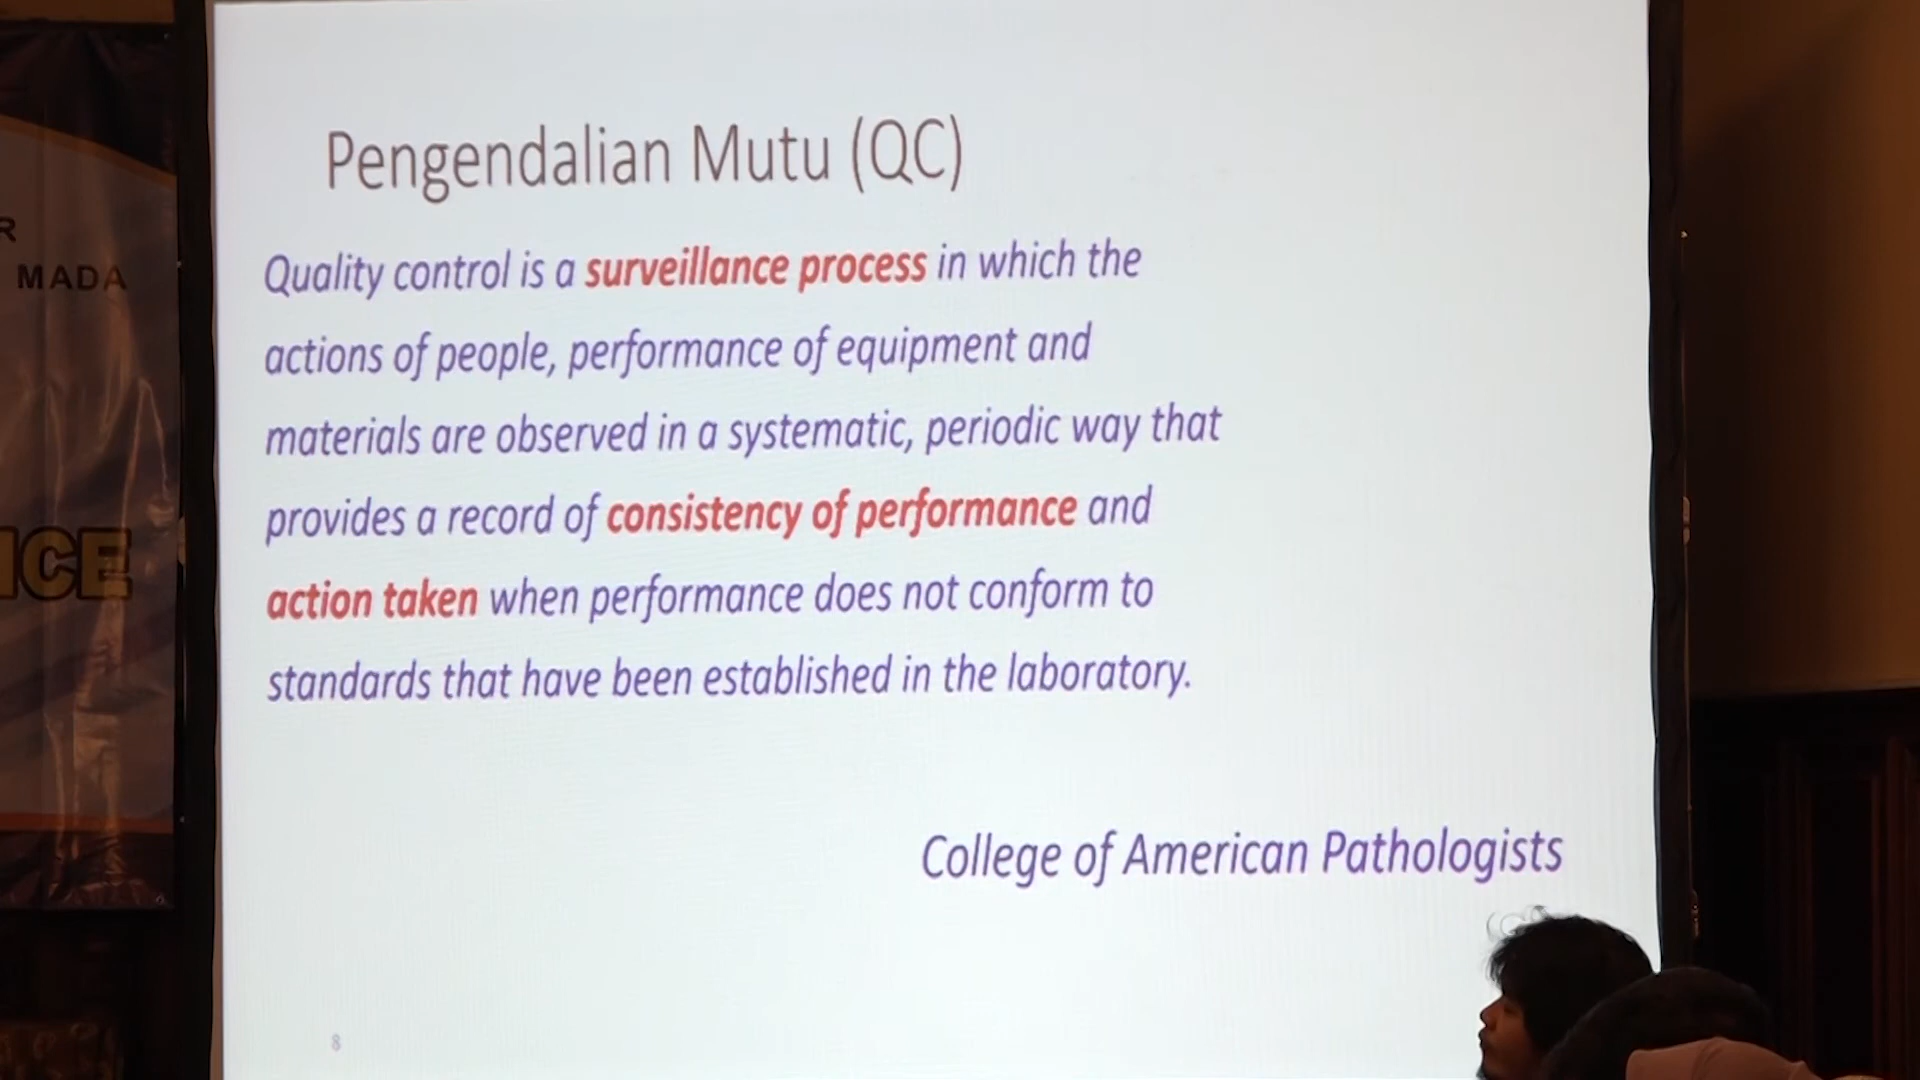 R
MADA
ICE
Pengendalian Mutu (QC)
Quality control is a surveillance process in which the
actions of people, performance of equipment and
materials are observed in a systematic, periodic way that
provides a record of consistency of performance and
action taken when performance does not conform to
standards that have been established in the laboratory.
College of American Pathologists
8